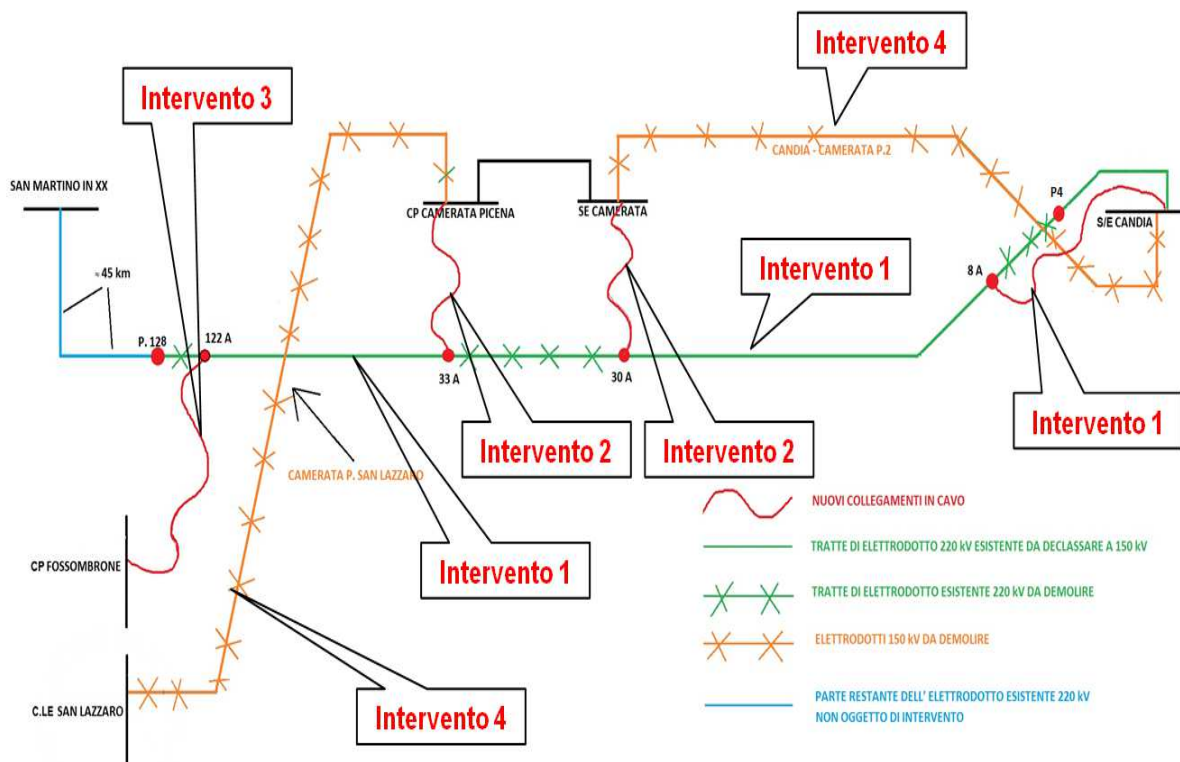 Intervento 4
Intervento 3
CANDIA - CAMERATA P.2
SAN MARTINO IN XX
CP CAMERATA PICENA
SE CAMERATA
P4
S/E CANDIA
Intervento 1
8 A
≈ 45 km
P. 128
122 A
33 A
30 A
Intervento 2
Intervento 2
Intervento 1
CAMERATA P. SAN LAZZARO
NUOVI COLLEGAMENTI IN CAVO
TRATTE DI ELETTRODOTTO 220 kV ESISTENTE DA DECLASSARE A 150 kV
CP FOSSOMBRONE
Intervento 1
TRATTE DI ELETTRODOTTO ESISTENTE 220 kV DA DEMOLIRE
ELETTRODOTTI 150 kV DA DEMOLIRE
C.LE SAN LAZZARO
Intervento 4
PARTE RESTANTE DELL' ELETTRODOTTO ESISTENTE 220 kV
NON OGGETTO DI INTERVENTO